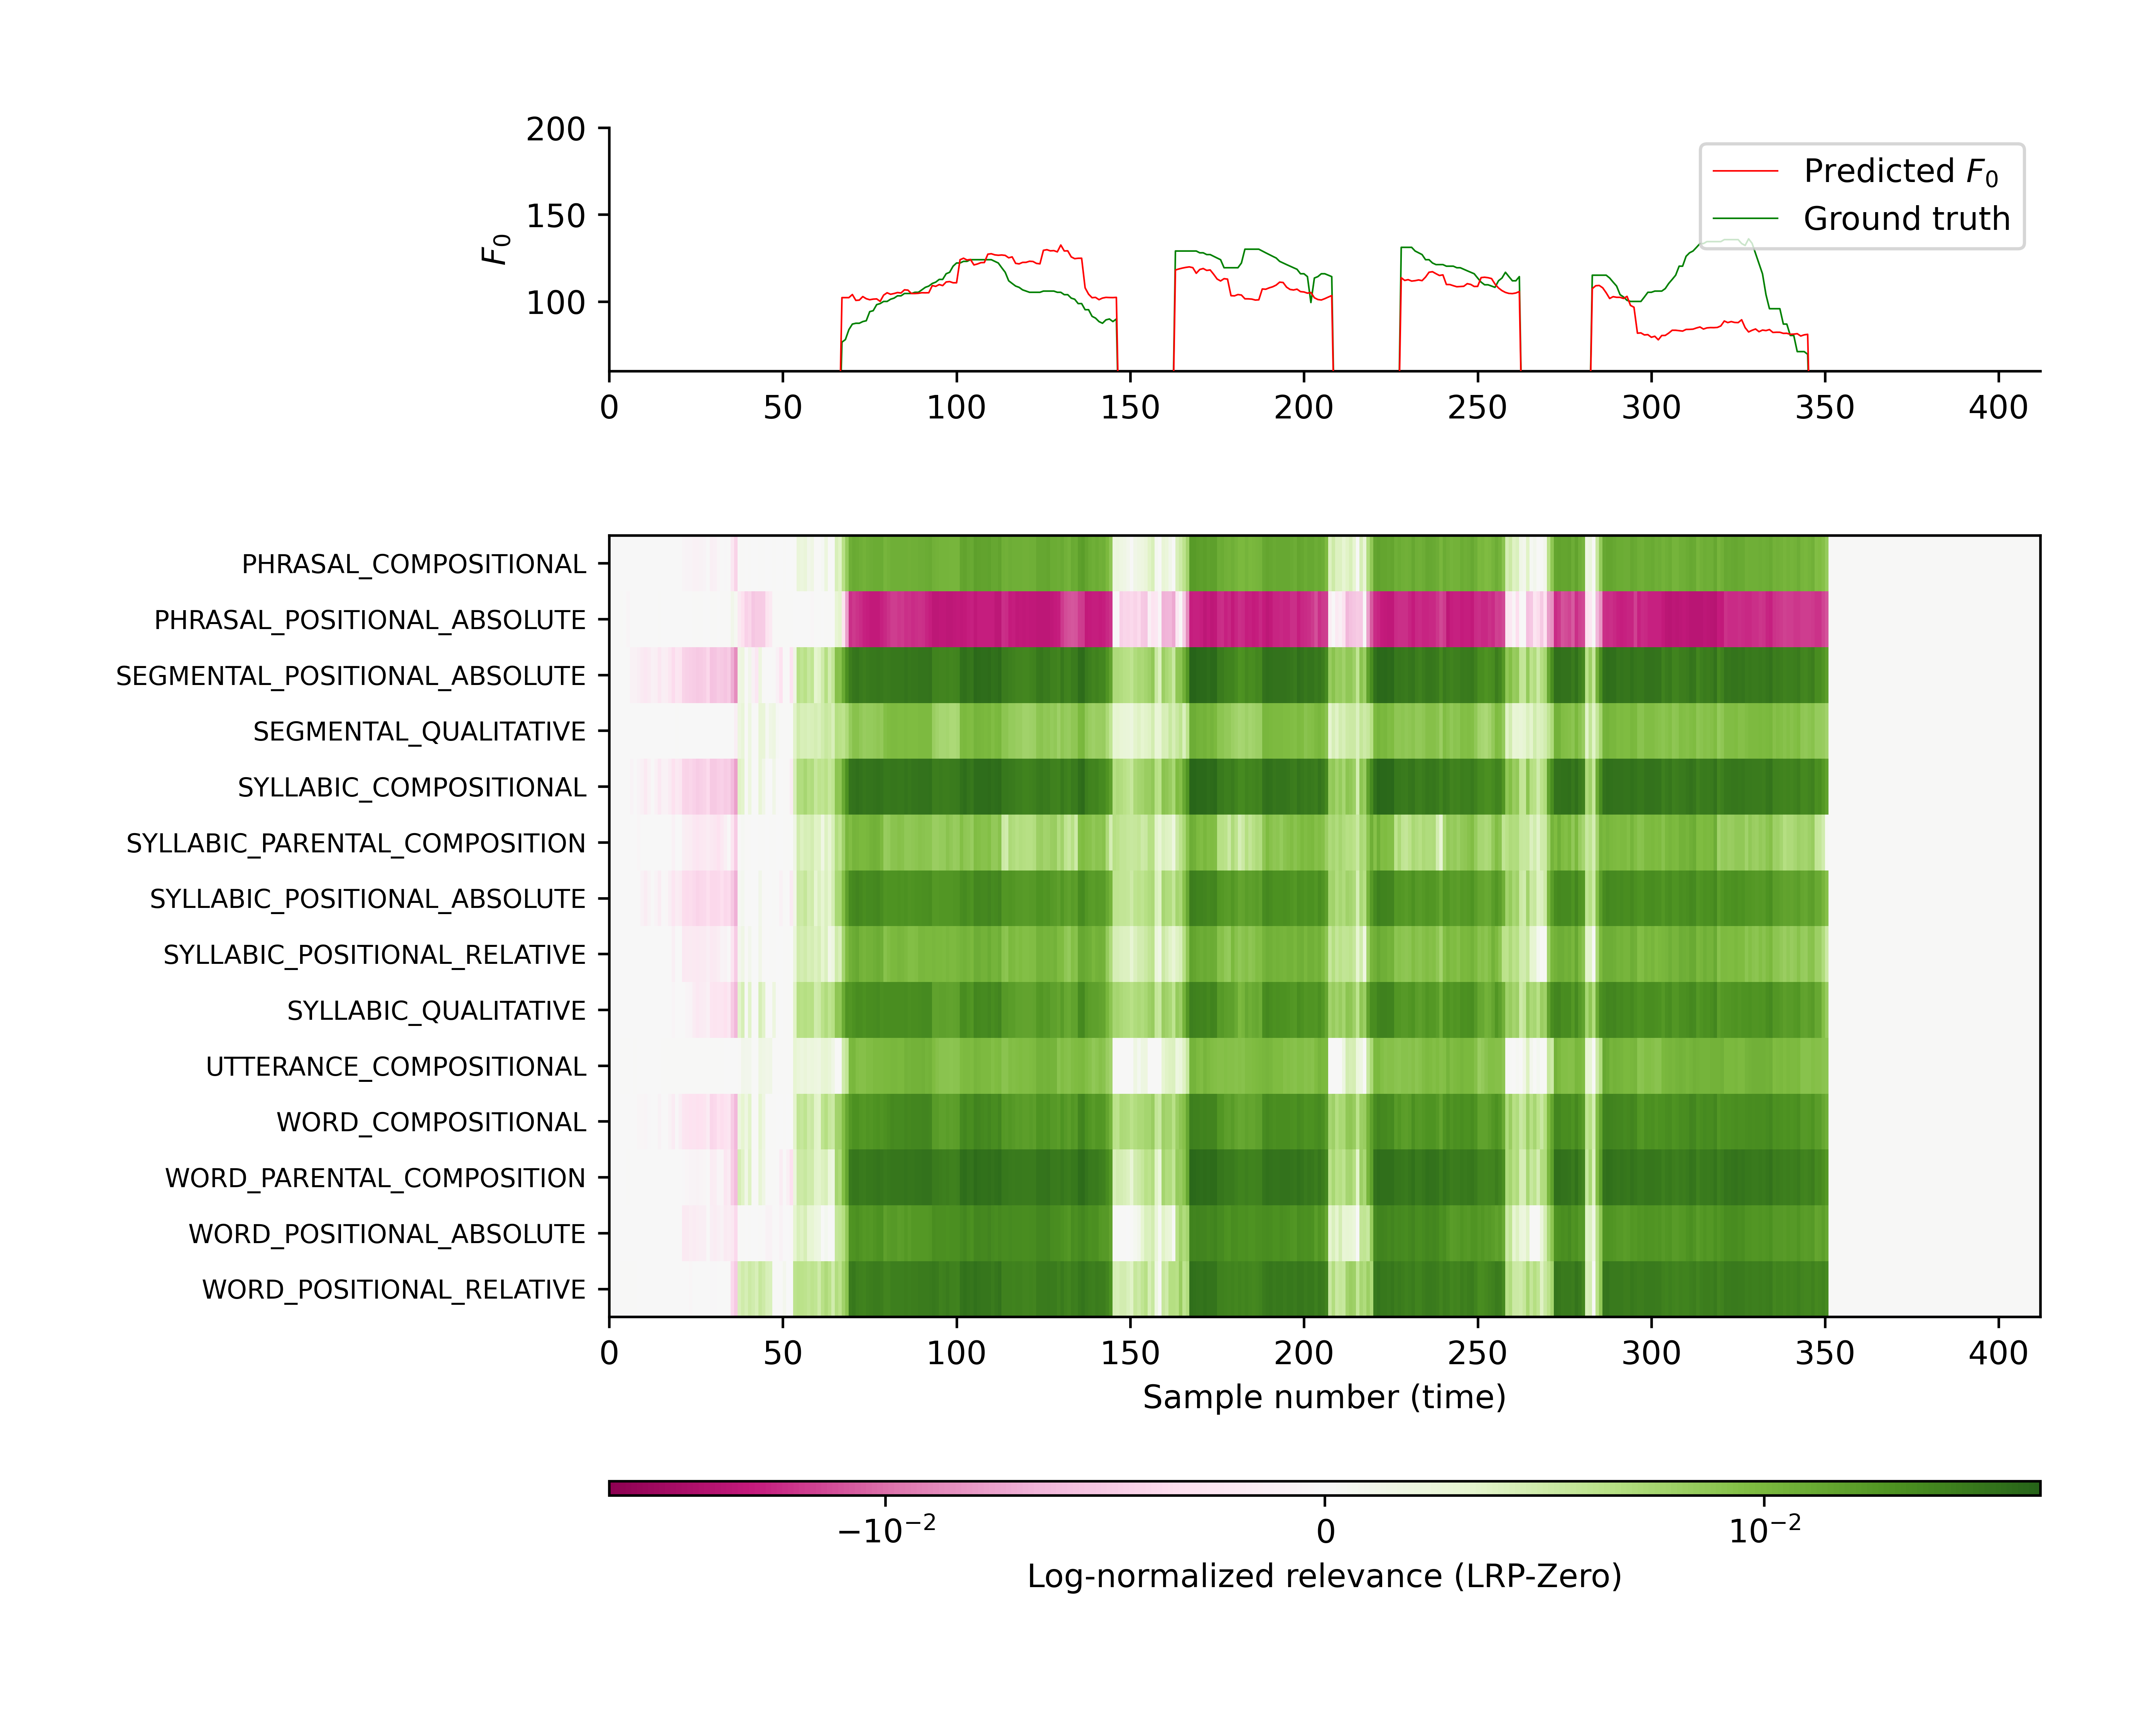 200
150
100
F₀
Predicted F₀
Ground truth
0 50 100 150 200 250 300 350 400
PHRASAL_COMPOSITIONAL
PHRASAL_POSITIONAL_ABSOLUTE
SEGMENTAL_POSITIONAL_ABSOLUTE
SEGMENTAL_QUALITATIVE
SYLLABIC_COMPOSITIONAL
SYLLABIC_PARENTAL_COMPOSITION
SYLLABIC_POSITIONAL_ABSOLUTE
SYLLABIC_POSITIONAL_RELATIVE
SYLLABIC_QUALITATIVE
UTTERANCE_COMPOSITIONAL
WORD_COMPOSITIONAL
WORD_PARENTAL_COMPOSITION
WORD_POSITIONAL_ABSOLUTE
WORD_POSITIONAL_RELATIVE
0 50 100 150 200 250 300 350 400
Sample number (time)
−10⁻² 0 10⁻²
Log-normalized relevance (LRP-Zero)